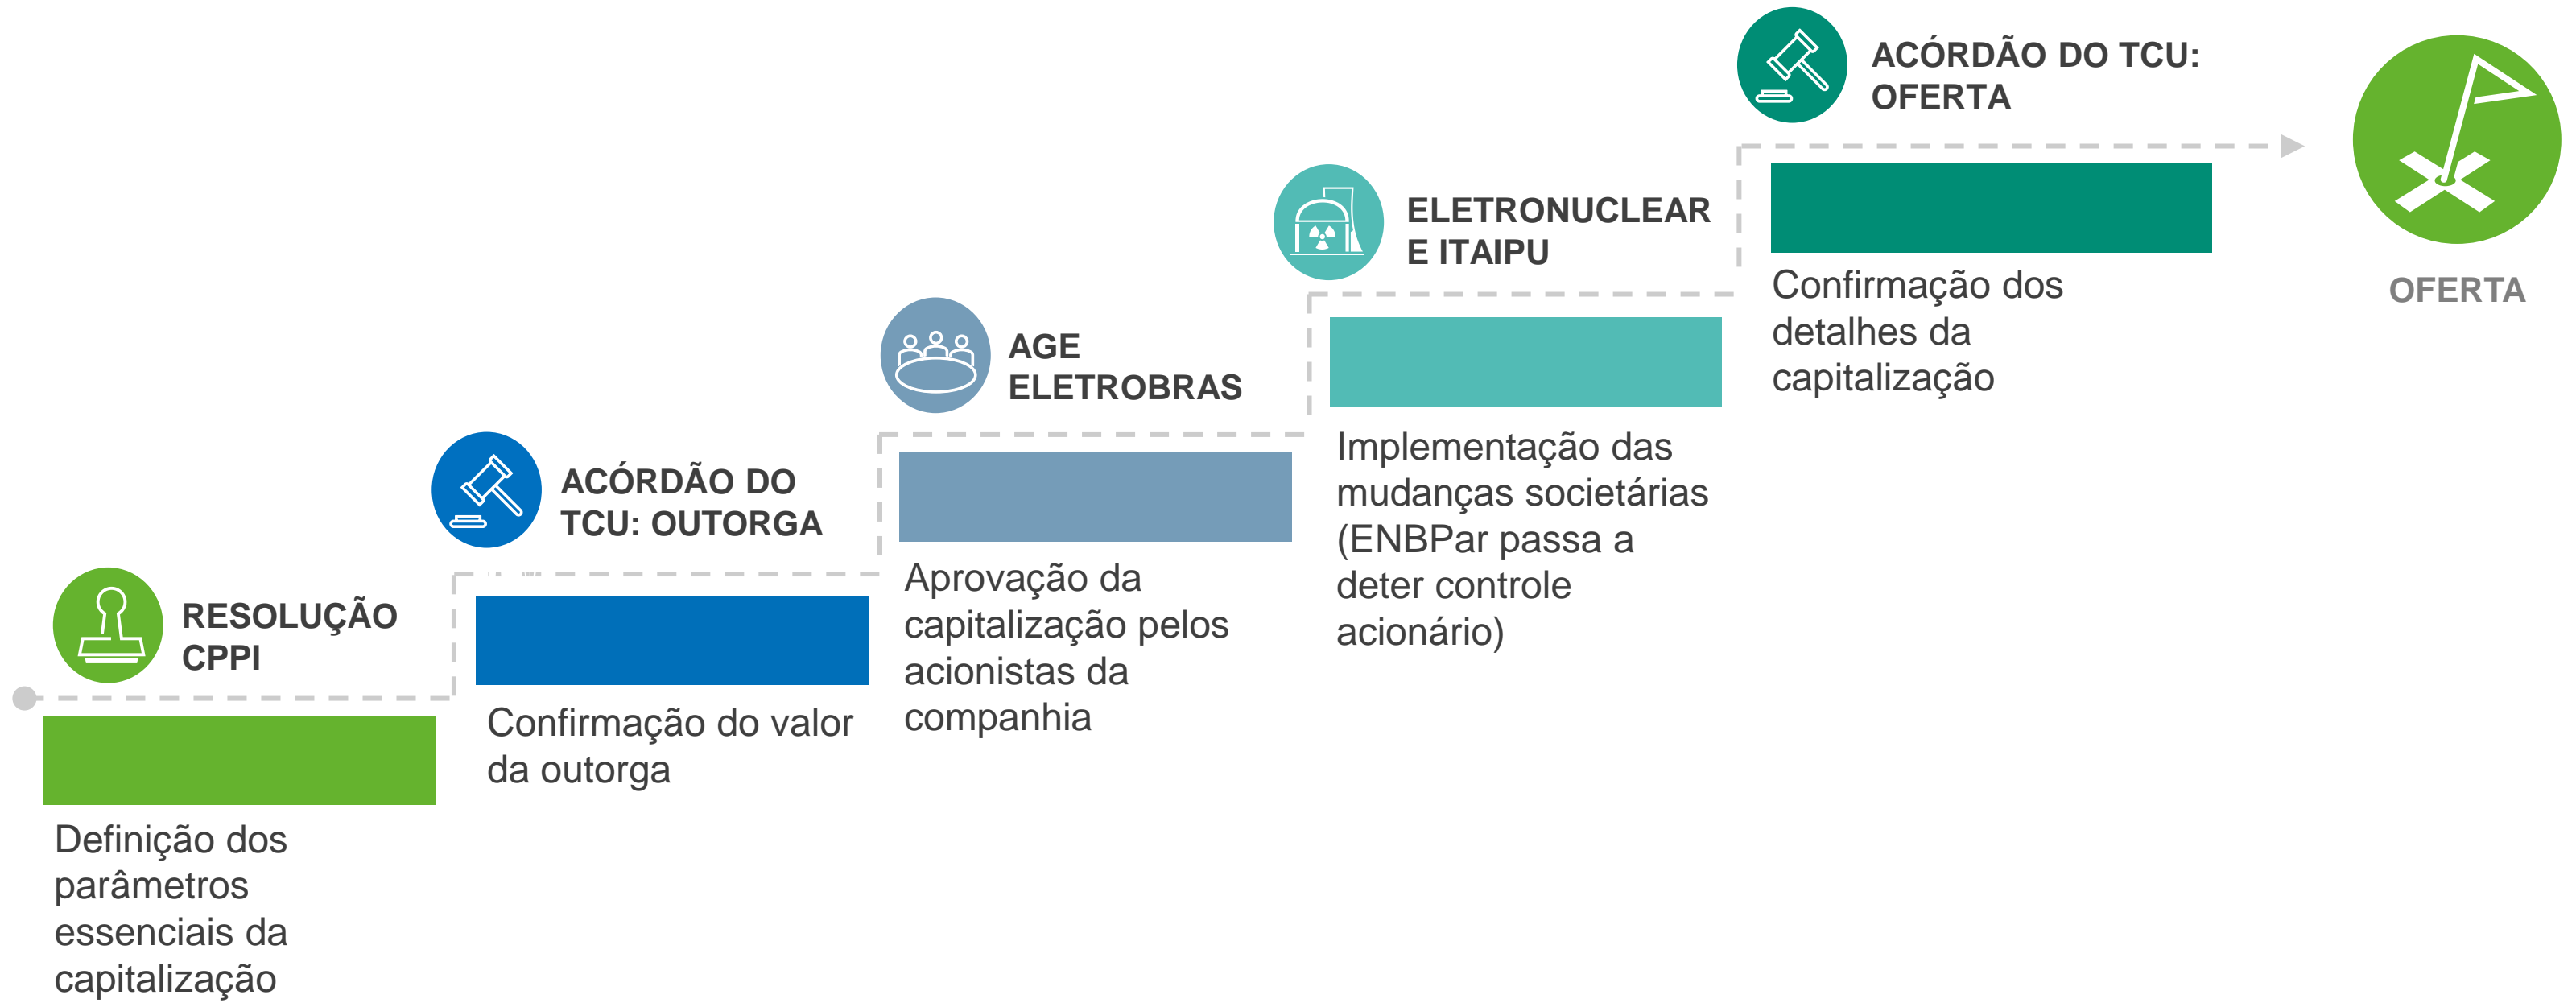 RESOLUÇÃO
CPPI
Definição dos
parâmetros
essenciais da
capitalização
ACÓRDÃO DO
TCU: OUTORGA
Confirmação do valor
da outorga
AGE
ELETROBRAS
Aprovação da
capitalização pelos
acionistas da
companhia
ELETRONUCLEAR
E ITAIPU
Implementação das
mudanças societárias
(ENBPar passa a
deter controle
acionário)
ACÓRDÃO DO TCU:
OFERTA
Confirmação dos
detalhes da
capitalização
OFERTA